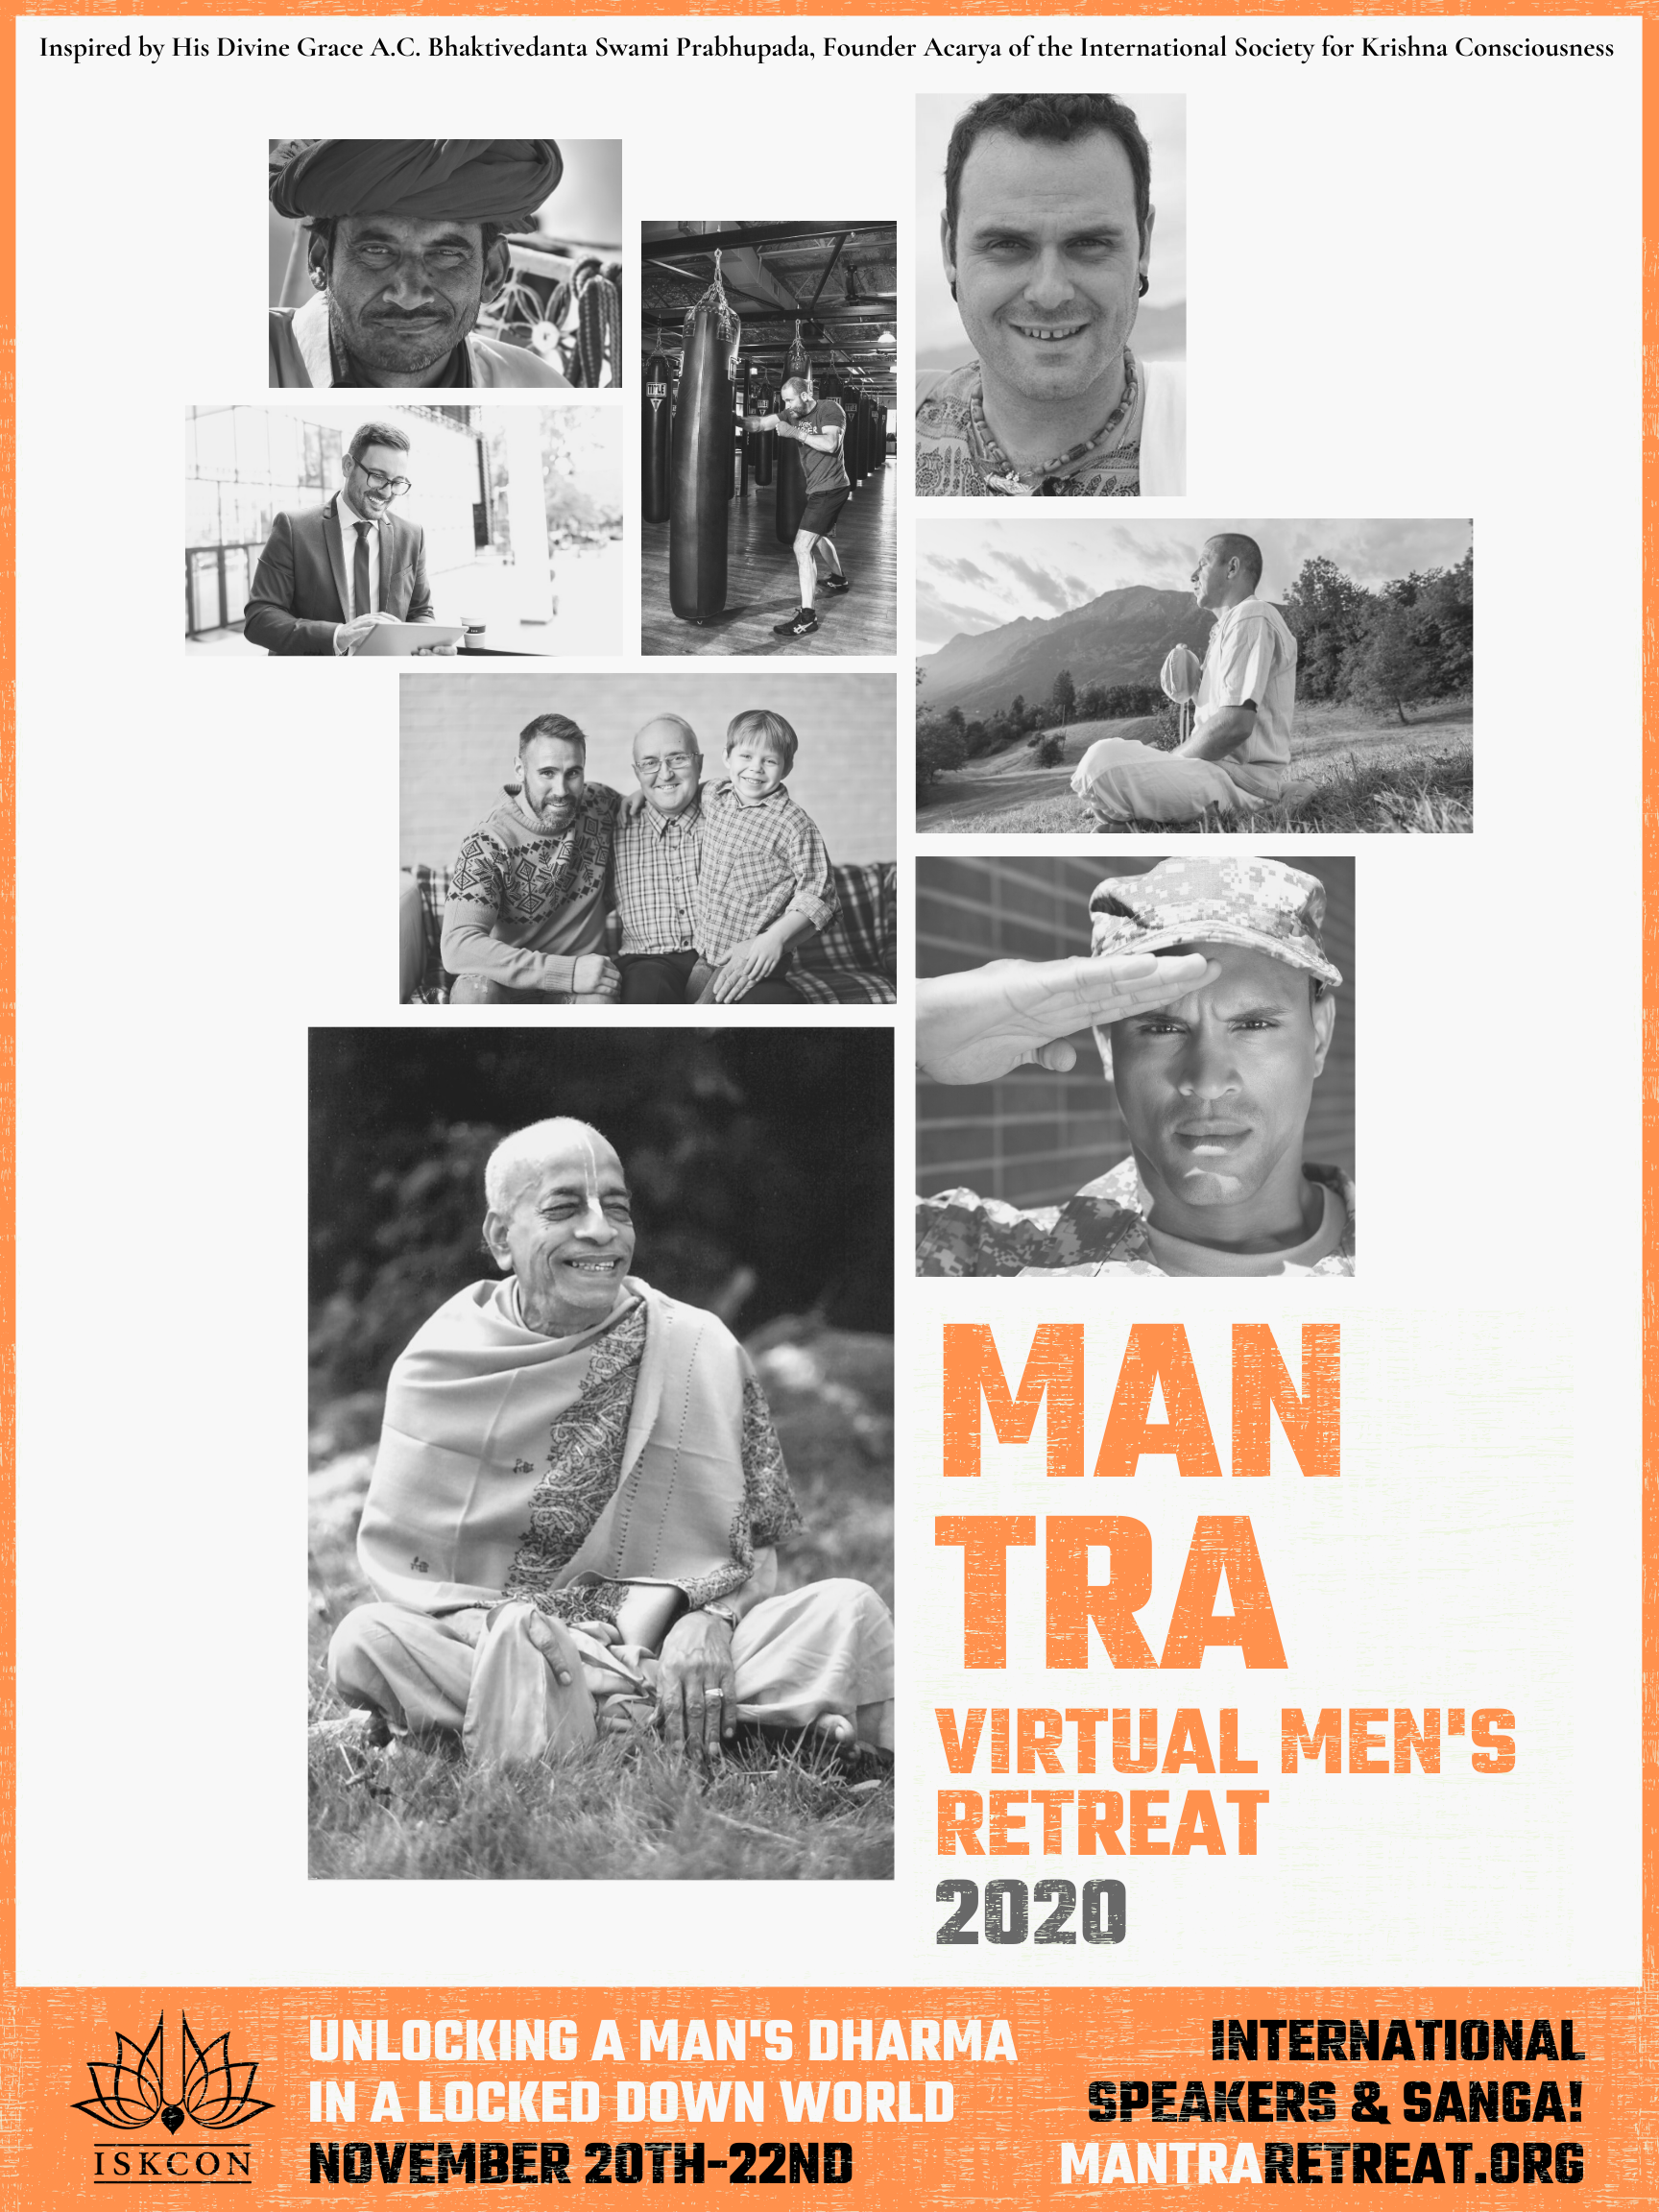 Inspired by His Divine Grace A.C. Bhaktivedanta Swami Prabhupada, Founder Acarya of the International Society for Krishna Consciousness
TITLE
MAN
TRA
VIRTUAL MEN'S
RETREAT
2020
UNLOCKING A MAN'S DHARMA
IN A LOCKED DOWN WORLD
NOVEMBER 20TH-22ND
INTERNATIONAL
SPEAKERS & SANGA!
MANTRARETREAT.ORG
ISKCON